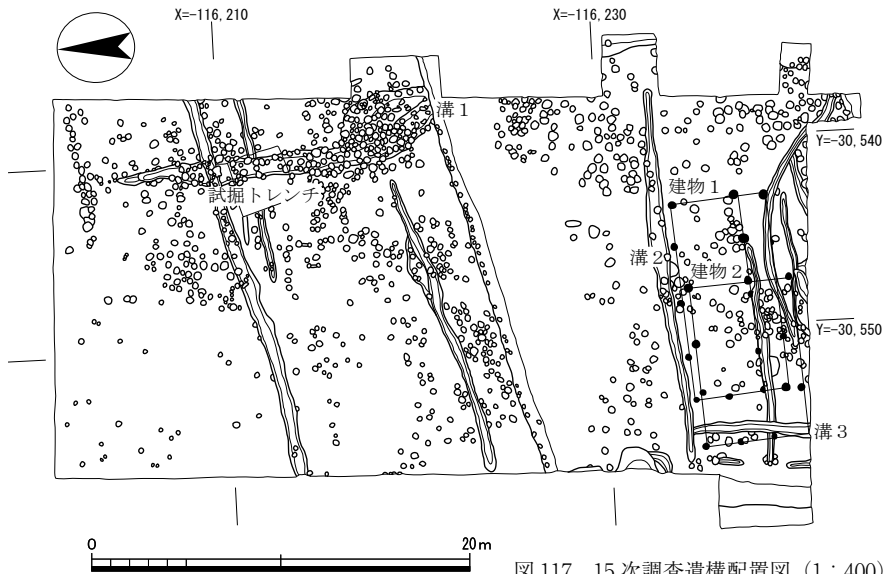 X=-116,210
X=-116,230
溝1
Y=-30,540
試掘トレンチ
建物1
溝2
建物2
Y=-30,550
溝3
0
20m
図117 15次調査遺構配置図 (1:400)